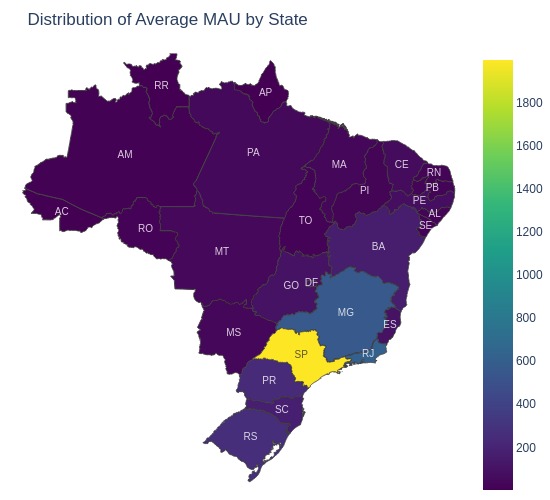 Distribution of Average MAU by State
RR
AP
AM
PA
MA
CE
RN
PB
PI
PE
AL
SE
AC
RO
TO
BA
MT
GO
DF
MG
ES
MS
SP
RJ
PR
SC
RS
1800
1600
1400
1200
1000
800
600
400
200